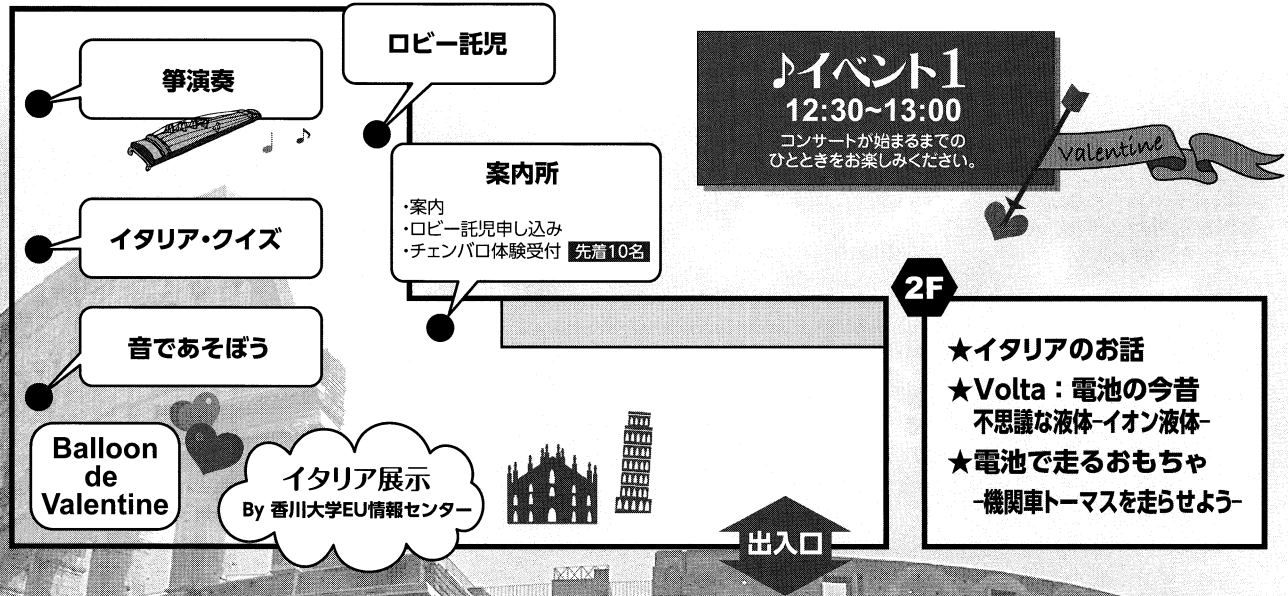 ロビー託児
箏演奏
♪イベント1
12:30~13:00
コンサートが始まるまでの
ひとときをお楽しみください。
Valentine
案内所
・案内
・ロビー託児申し込み
・チェンバロ体験受付 先着10名
イタリア・クイズ
音であそぼう
Balloon
de
Valentine
イタリア展示
By 香川大学EU情報センター
出入口
2F
★イタリアのお話
★Volta：電池の今昔
不思議な液体-イオン液体-
★電池で走るおもちゃ
-機関車トーマスを走らせよう-